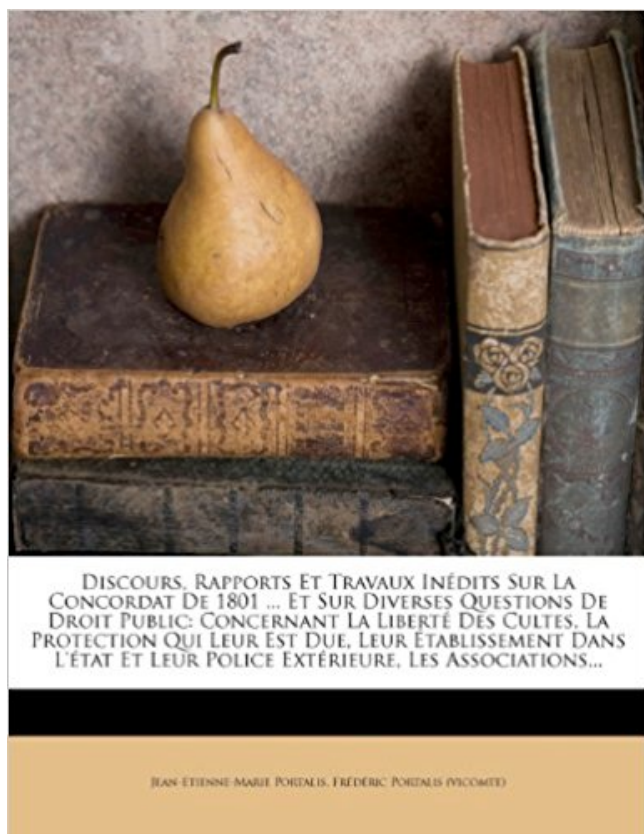 Discours, Rapports Et Travaux Inédits Sur La
Concordat De 1801 ... Et Sur Diverses Questions De
Droit Public: Concernant La Liberté Des Cultes, La
Protection Qui Leur Est Due, Leur Établissement Dans
L'état Et Leur Police Extérieure, Les Associations...
Jean-Etienne-Marie Portalis, Frédéric Portalis (vicomte)